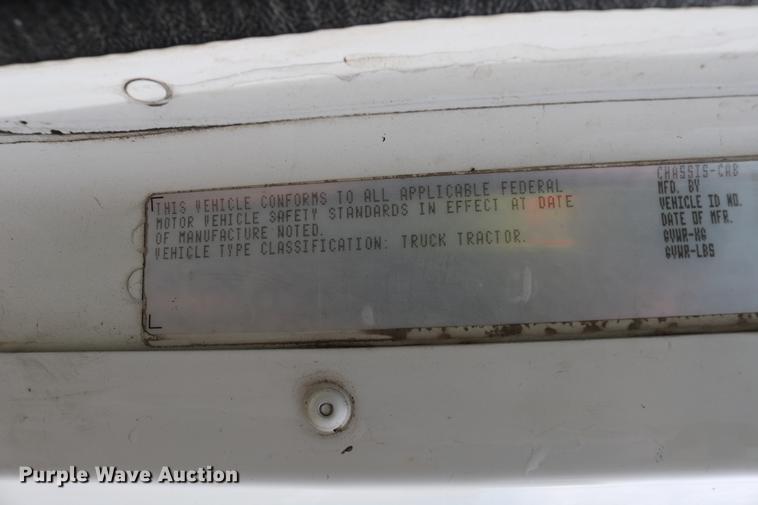 THIS VEHICLE CONFORMS TO ALL APPLICABLE FEDERAL
MOTOR VEHICLE SAFETY STANDARDS IN EFFECT AT DATE
OF MANUFACTURE NOTED.
VEHICLE TYPE CLASSIFICATION: TRUCK TRACTOR.
CHASSIS-CAB
MFD. BY
VEHICLE ID NO.
DATE OF MFR.
GVWR-KG
GVWR-LBS
Purple Wave Auction